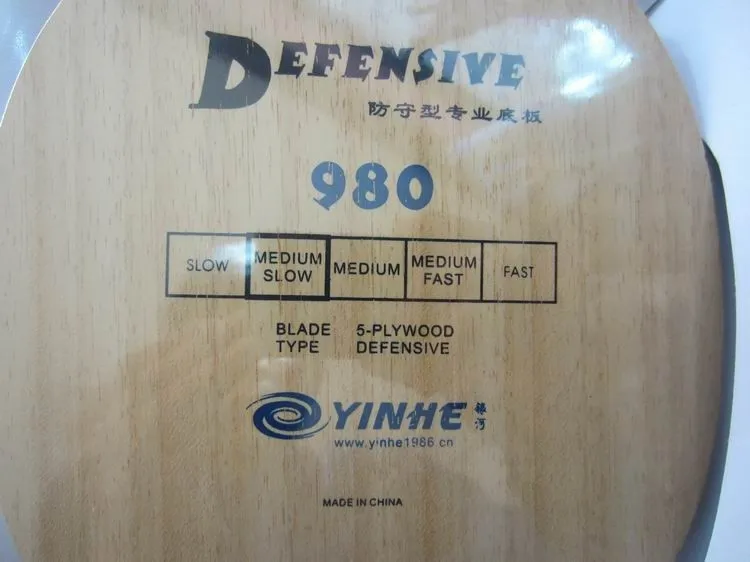 DEFENSIVE
防守型专业底板
980
SLOW
MEDIUM SLOW
MEDIUM
MEDIUM FAST
FAST
BLADE 5-PLYWOOD
TYPE DEFENSIVE
YINHE 银河
www.yinhe1986.cn
MADE IN CHINA